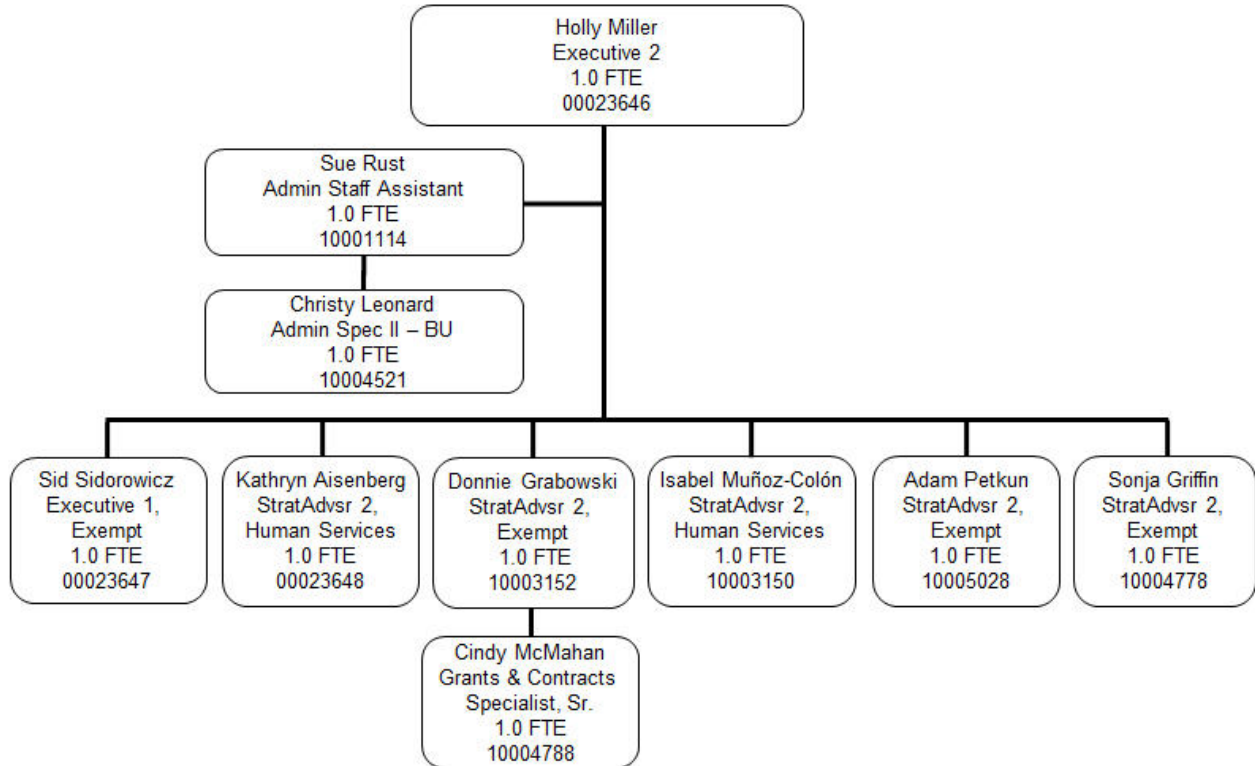 Holly Miller
Executive 2
1.0 FTE
00023646
Sue Rust
Admin Staff Assistant
1.0 FTE
10001114
Christy Leonard
Admin Spec II – BU
1.0 FTE
10004521
Sid Sidorowicz
Executive 1,
Exempt
1.0 FTE
00023647
Kathryn Aisenberg
StratAdvsr 2,
Human Services
1.0 FTE
00023648
Donnie Grabowski
StratAdvsr 2,
Exempt
1.0 FTE
10003152
Isabel Muñoz-Colón
StratAdvsr 2,
Human Services
1.0 FTE
10003150
Adam Petkun
StratAdvsr 2,
Exempt
1.0 FTE
10005028
Sonja Griffin
StratAdvsr 2,
Exempt
1.0 FTE
10004778
Cindy McMahan
Grants & Contracts
Specialist, Sr.
1.0 FTE
10004788